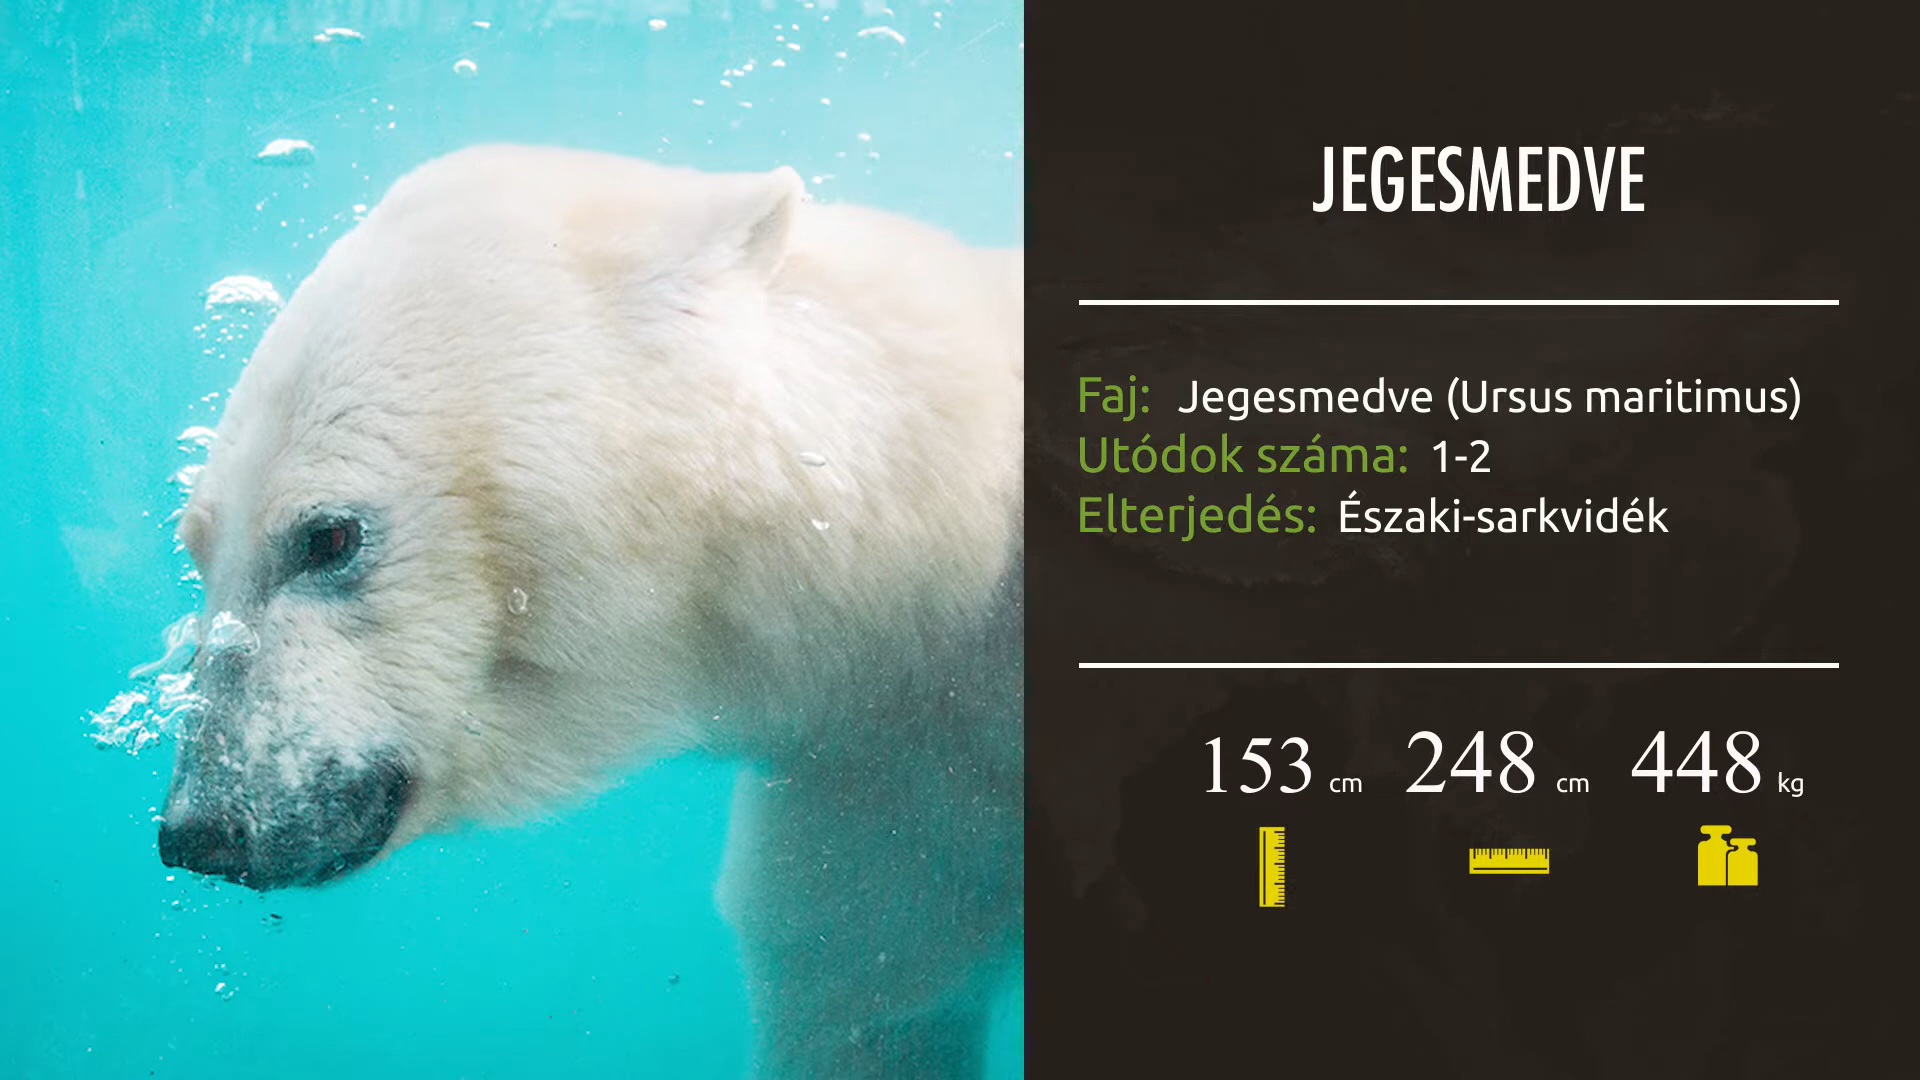 JEGESMEDVE
Faj: Jegesmedve (Ursus maritimus)
Utódok száma: 1-2
Elterjedés: Északi-sarkvidék
153 cm 248 cm 448 kg